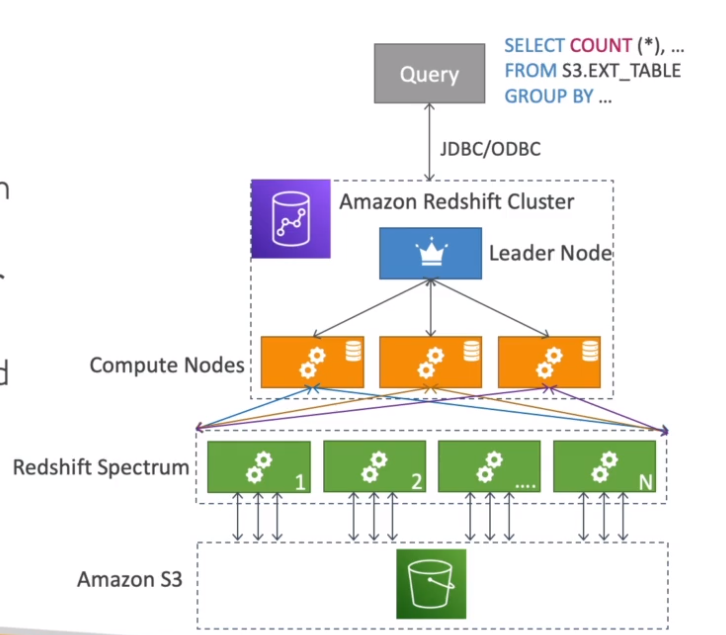 Query
SELECT COUNT (*), ...
FROM S3.EXT_TABLE
GROUP BY ...
JDBC/ODBC
Amazon Redshift Cluster
Leader Node
Compute Nodes
Redshift Spectrum
1
2
....
N
Amazon S3